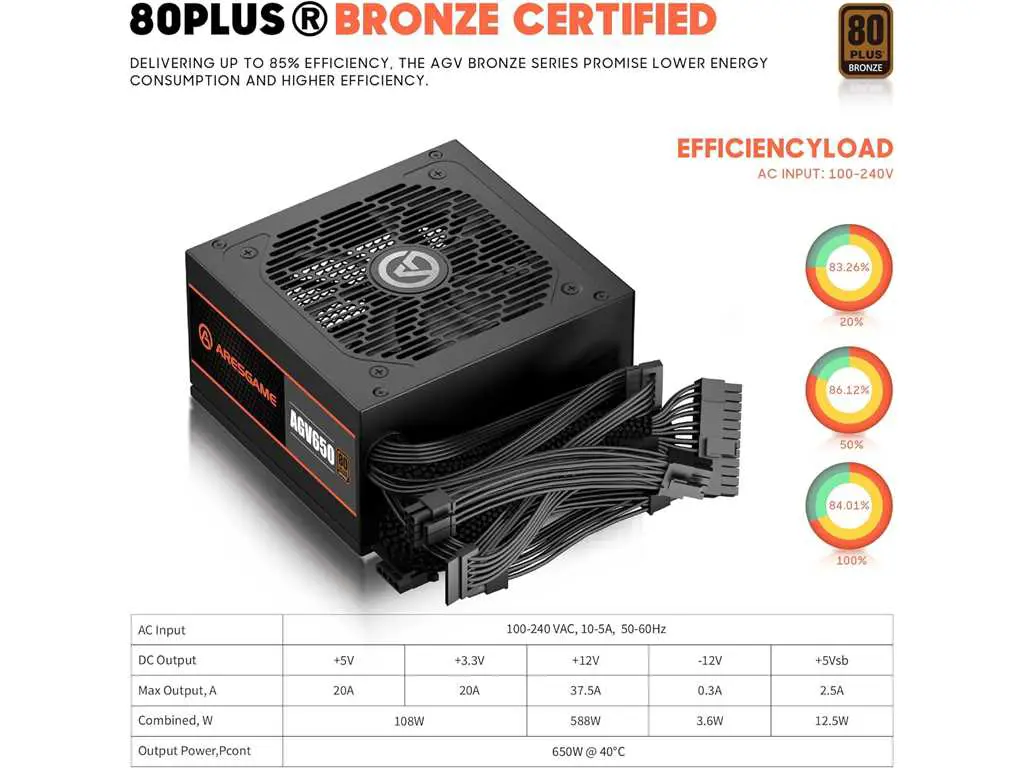 80PLUS® BRONZE CERTIFIED
DELIVERING UP TO 85% EFFICIENCY, THE AGV BRONZE SERIES PROMISE LOWER ENERGY
CONSUMPTION AND HIGHER EFFICIENCY.
80
PLUS
BRONZE
EFFICIENCYLOAD
AC INPUT: 100-240V
83.26%
20%
86.12%
50%
84.01%
100%
ARESGAME
AGV650
80
AC Input 100-240 VAC, 10-5A, 50-60Hz
DC Output +5V +3.3V +12V -12V +5Vsb
Max Output, A 20A 20A 37.5A 0.3A 2.5A
Combined, W 108W 588W 3.6W 12.5W
Output Power,Pcont 650W @ 40°C